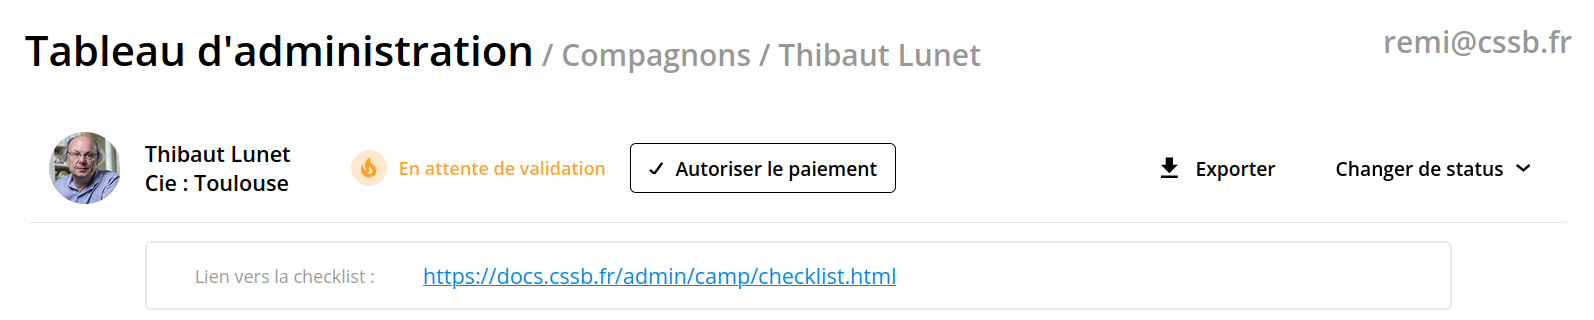 Tableau d'administration / Compagnons / Thibaut Lunet
remi@cssb.fr
Thibaut Lunet
Cie : Toulouse
En attente de validation
Autoriser le paiement
Exporter
Changer de status
Lien vers la checklist :
https://docs.cssb.fr/admin/camp/checklist.html